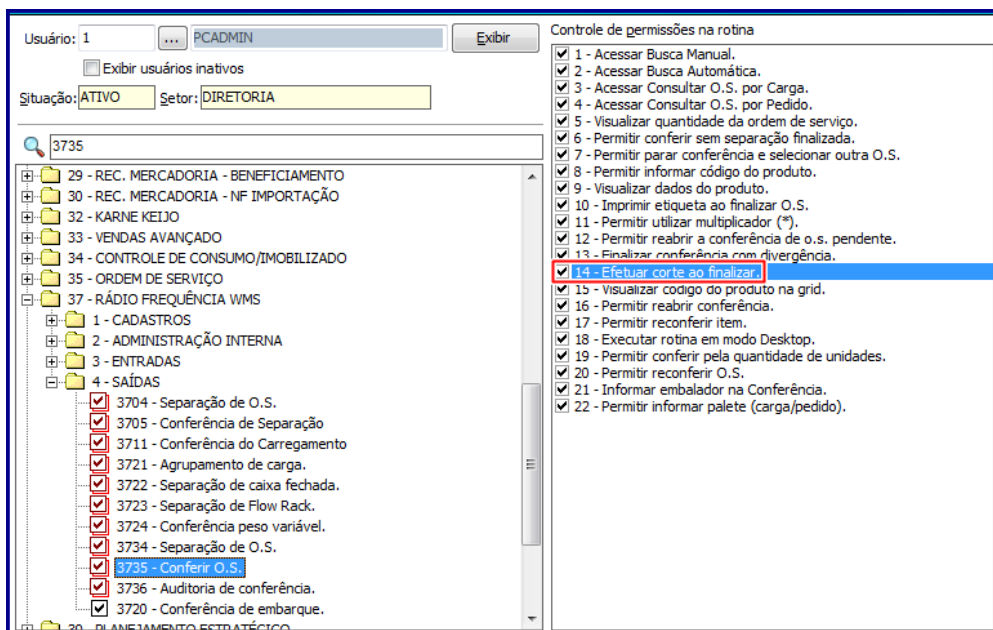 Usuário: 1 ... PCADMIN Exibir
Exibir usuários inativos
Situação: ATIVO Setor: DIRETORIA
3735
29 - REC. MERCADORIA - BENEFICIAMENTO
30 - REC. MERCADORIA - NF IMPORTAÇÃO
32 - KARNE KEIJO
33 - VENDAS AVANÇADO
34 - CONTROLE DE CONSUMO/IMOBILIZADO
35 - ORDEM DE SERVIÇO
37 - RÁDIO FREQUÊNCIA WMS
1 - CADASTROS
2 - ADMINISTRAÇÃO INTERNA
3 - ENTRADAS
4 - SAÍDAS
3704 - Separação de O.S.
3705 - Conferência de Separação
3711 - Conferência do Carregamento
3721 - Agrupamento de carga.
3722 - Separação de caixa fechada.
3723 - Separação de Flow Rack.
3724 - Conferência peso variável.
3734 - Separação de O.S.
3735 - Conferir O.S.
3736 - Auditoria de conferência.
3720 - Conferência de embarque.
39 - PLANEJAMENTO ESTRATÉGICO
Controle de permissões na rotina
1 - Acessar Busca Manual.
2 - Acessar Busca Automática.
3 - Acessar Consultar O.S. por Carga.
4 - Acessar Consultar O.S. por Pedido.
5 - Visualizar quantidade da ordem de serviço.
6 - Permitir conferir sem separação finalizada.
7 - Permitir parar conferência e selecionar outra O.S.
8 - Permitir informar código do produto.
9 - Visualizar dados do produto.
10 - Imprimir etiqueta ao finalizar O.S.
11 - Permitir utilizar multiplicador (*).
12 - Permitir reabrir a conferência de o.s. pendente.
13 - Finalizar conferência com divergência.
14 - Efetuar corte ao finalizar.
15 - Visualizar código do produto na grid.
16 - Permitir reabrir conferência.
17 - Permitir reconferir item.
18 - Executar rotina em modo Desktop.
19 - Permitir conferir pela quantidade de unidades.
20 - Permitir reconferir O.S.
21 - Informar embalador na Conferência.
22 - Permitir informar palete (carga/pedido).